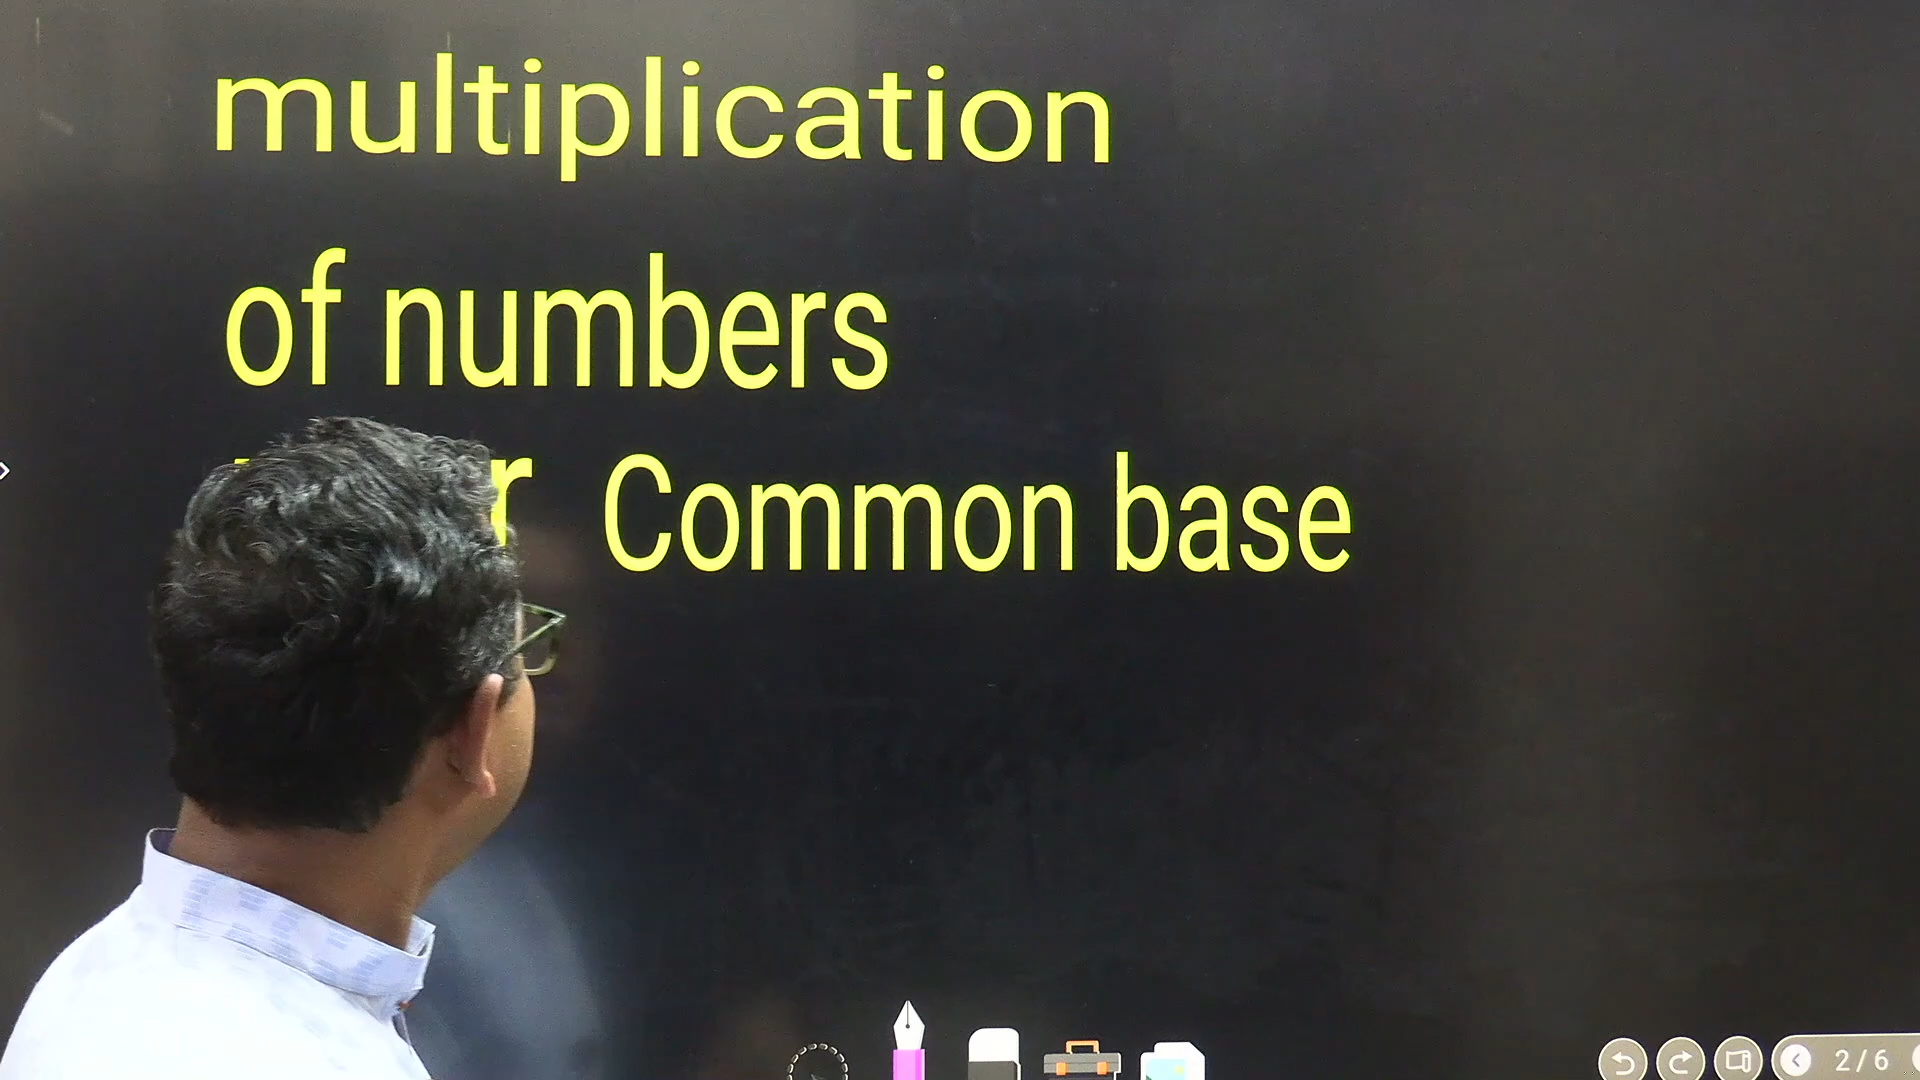 multiplication
of numbers
Common base
2/6